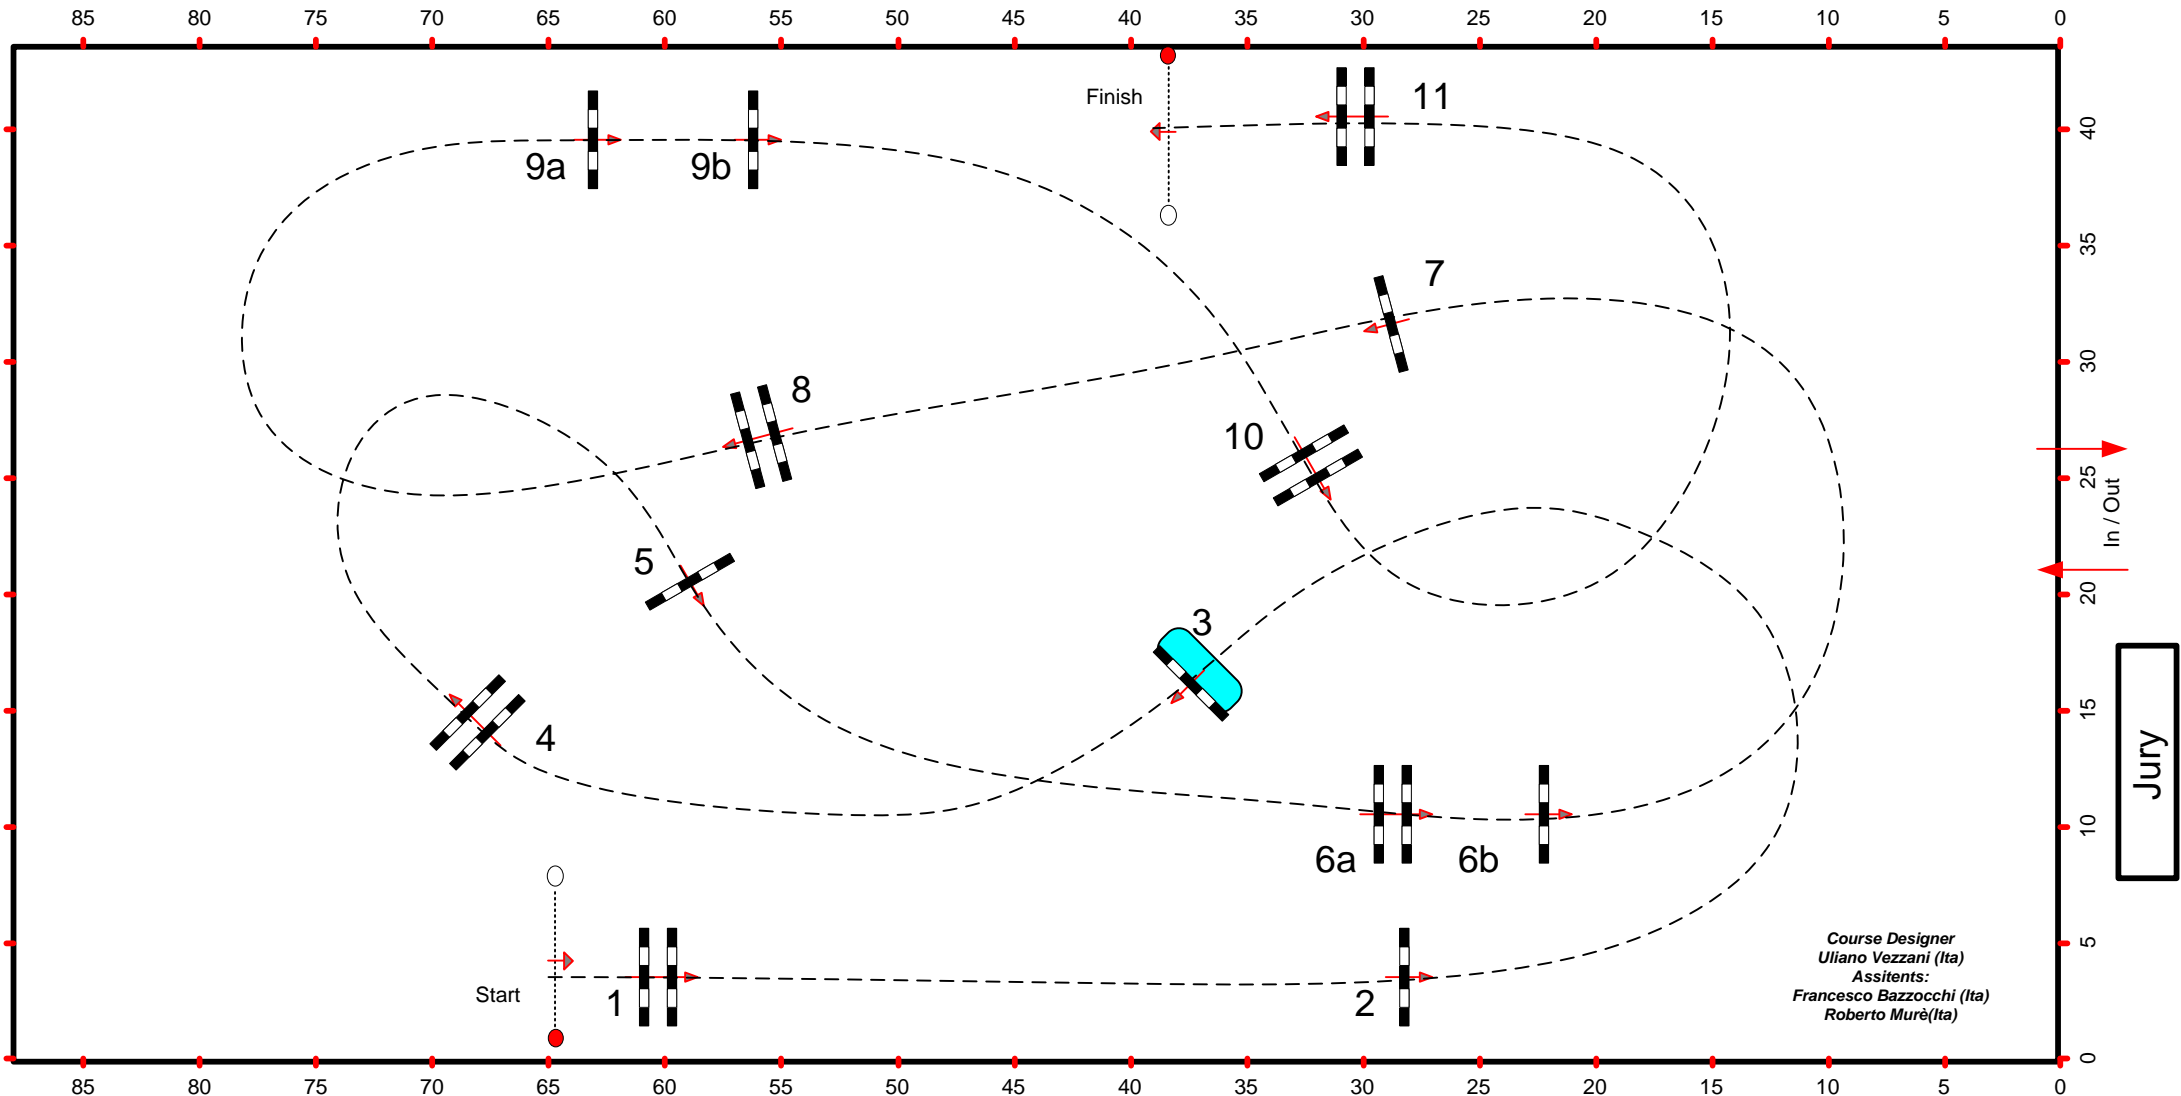 85 80 75 70 65 60 55 50 45 40 35 30 25 20 15 10 5 0
Finish
11
9a
9b
40
35
7
30
8
10
25
In / Out
5
20
3
4
15
Jury
10
6a
6b
5
Start
1
2
Course Designer
Uliano Vezzani (Ita)
Assitents:
Francesco Bazzocchi (Ita)
Roberto Murè(Ita)
0
85 80 75 70 65 60 55 50 45 40 35 30 25 20 15 10 5 0